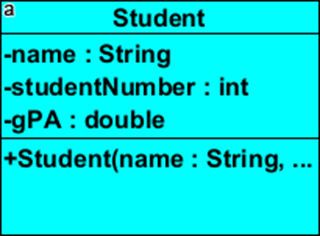 a
Student
-name : String
-studentNumber : int
-gPA : double
+Student(name : String, ...